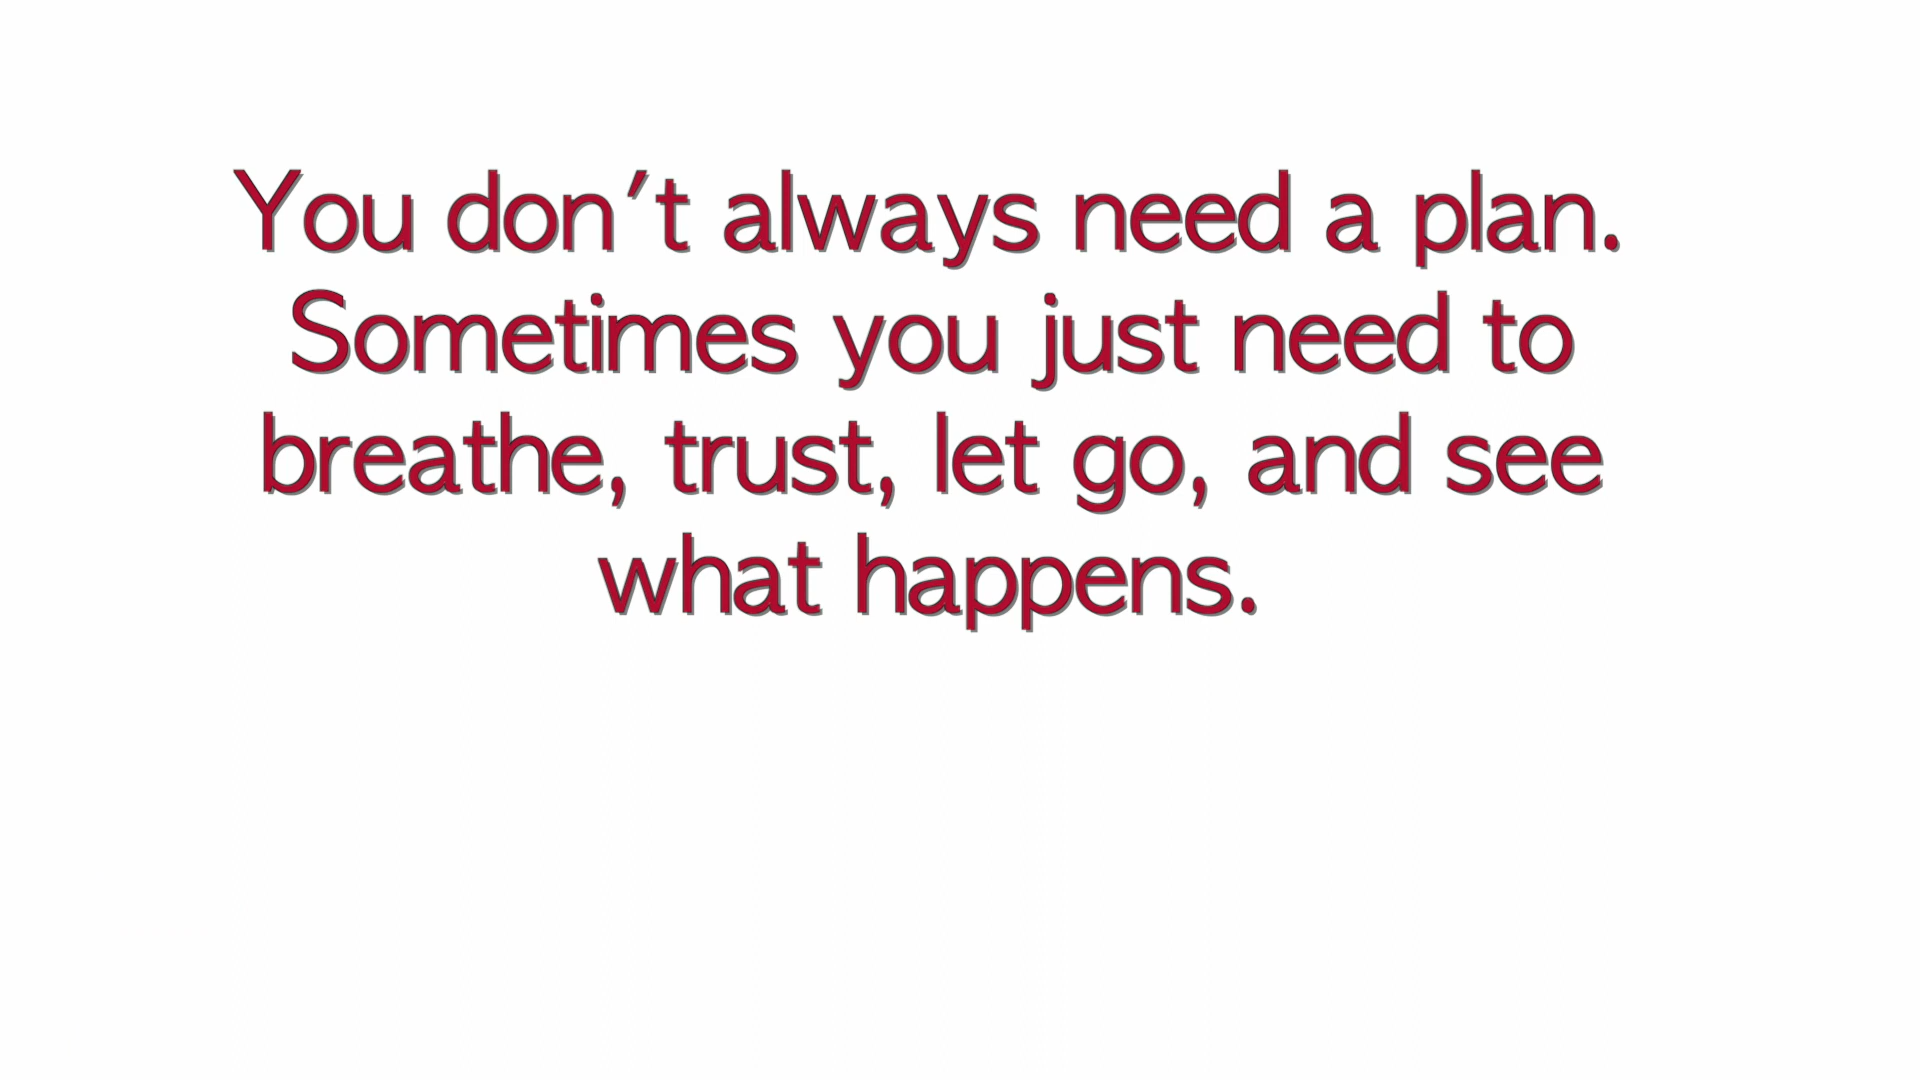 You don't always need a plan.
Sometimes you just need to
breathe, trust, let go, and see
what happens.